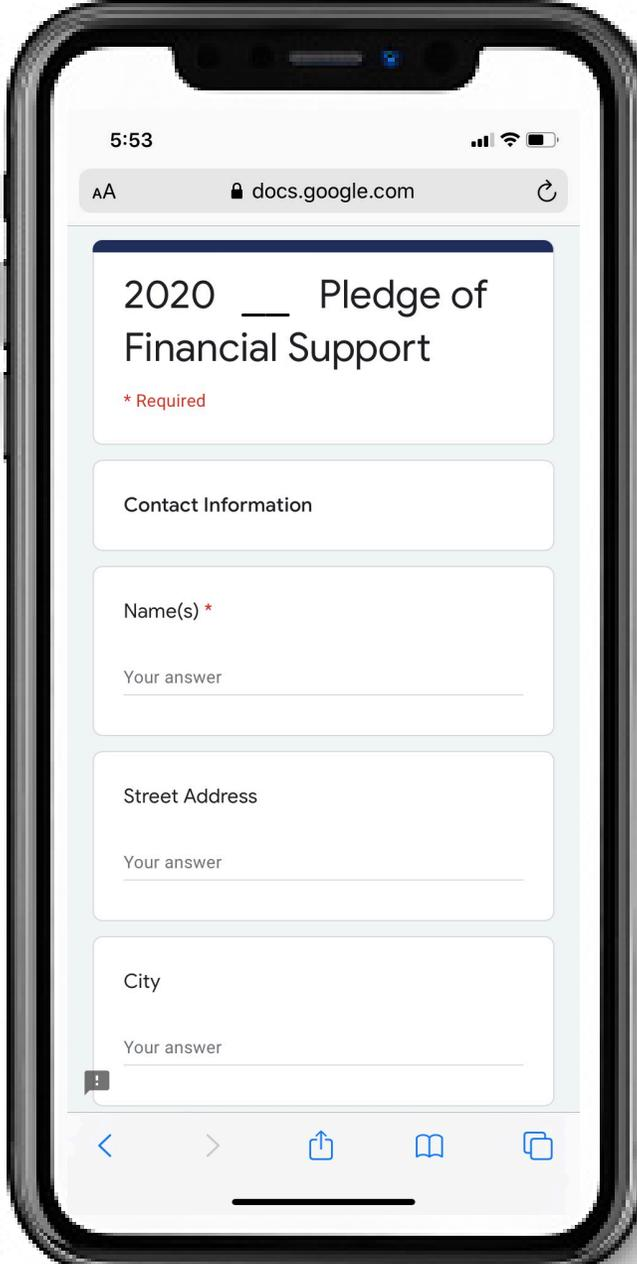 5:53
AA docs.google.com
2020 __ Pledge of
Financial Support
* Required
Contact Information
Name(s) *
Your answer
Street Address
Your answer
City
Your answer